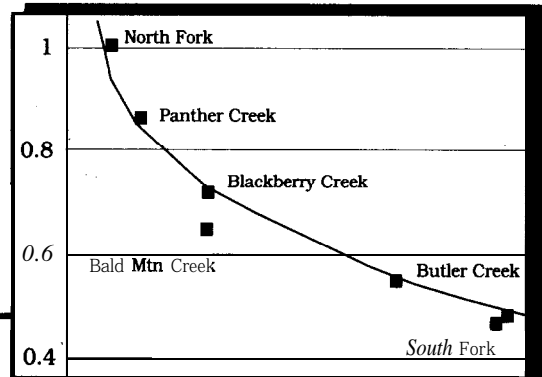 1
North Fork
Panther Creek
0.8
Blackberry Creek
0.6
Bald Mtn Creek
Butler Creek
South Fork
0.4